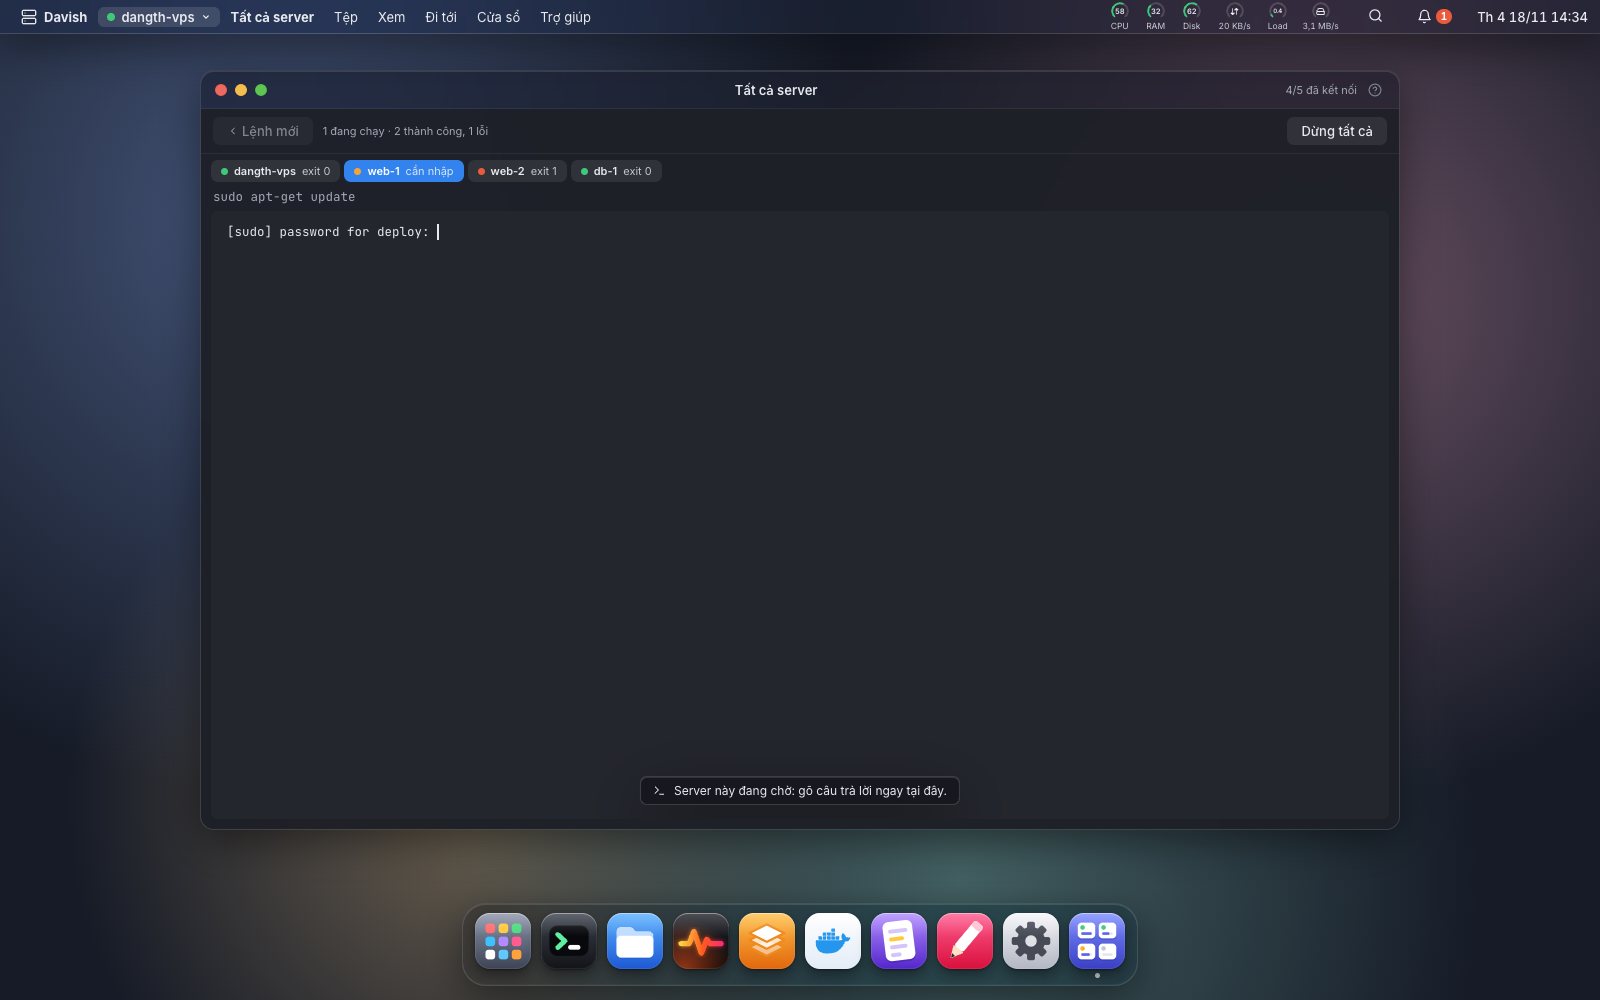 Davish dangth-vps Tất cả server Tệp Xem Đi tới Cửa sổ Trợ giúp 58 CPU 32 RAM 62 Disk 20 KB/s 0.4 Load 3,1 MB/s 1 Th 4 18/11 14:34
Tất cả server 4/5 đã kết nối
Lệnh mới 1 đang chạy · 2 thành công, 1 lỗi Dừng tất cả
dangth-vps exit 0 web-1 cần nhập web-2 exit 1 db-1 exit 0
sudo apt-get update
[sudo] password for deploy:
Server này đang chờ: gõ câu trả lời ngay tại đây.